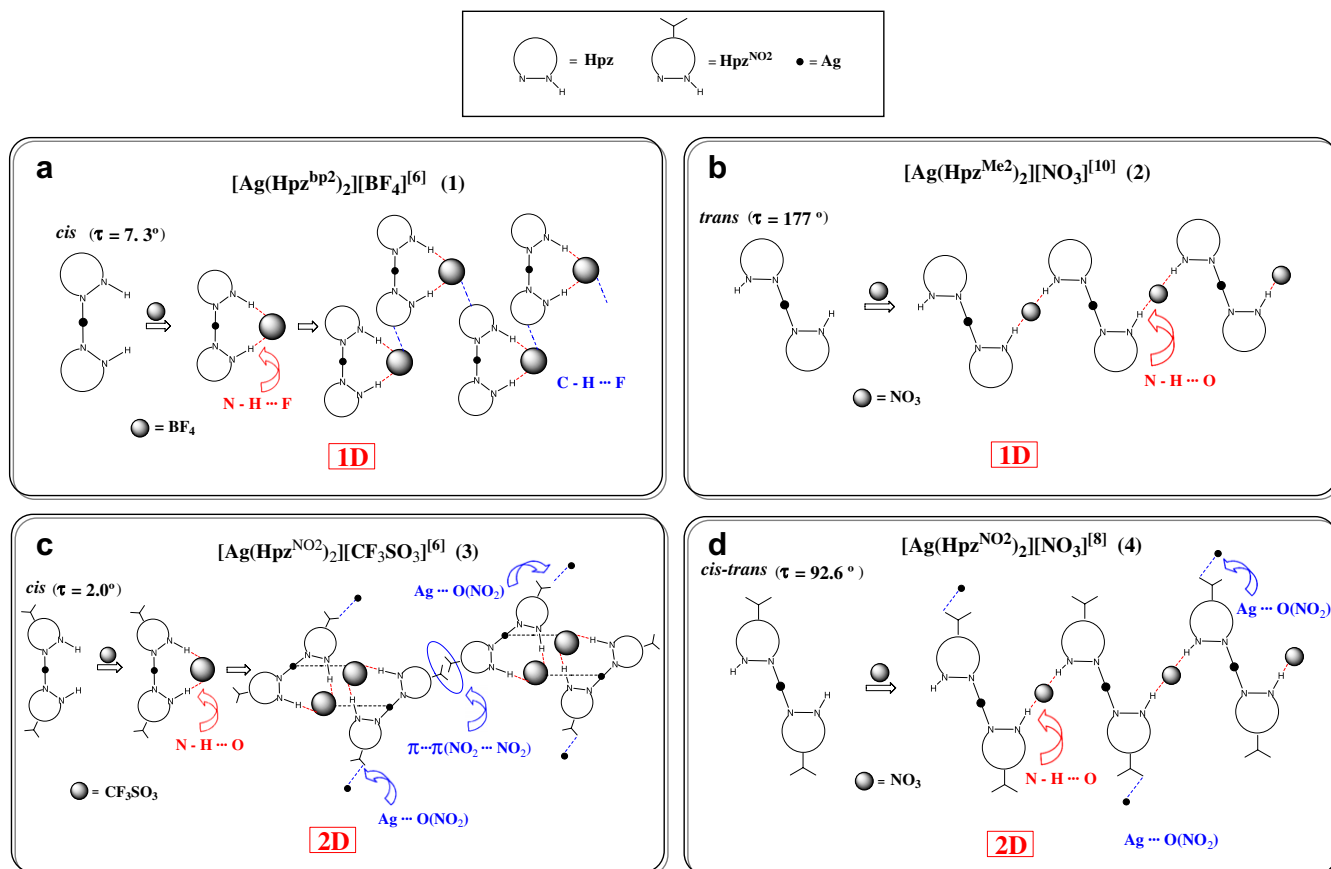 = Hpz
= Hpz^NO2
= Ag
N N H
N N H
a
[Ag(Hpz^bp2)₂][BF₄]^[6] (1)
cis (τ = 7. 3º)
N - H ··· F
= BF₄
C - H ··· F
1D
b
[Ag(Hpz^Me2)₂][NO₃]^[10] (2)
trans (τ = 177 º)
N - H ··· O
= NO₃
1D
c
[Ag(Hpz^NO2)₂][CF₃SO₃]^[6] (3)
cis (τ = 2.0º)
Ag ··· O(NO₂)
N - H ··· O
π···π(NO₂ ··· NO₂)
= CF₃SO₃
Ag ··· O(NO₂)
2D
d
[Ag(Hpz^NO2)₂][NO₃]^[8] (4)
cis-trans (τ = 92.6 º)
Ag ··· O(NO₂)
N - H ··· O
= NO₃
Ag ··· O(NO₂)
2D